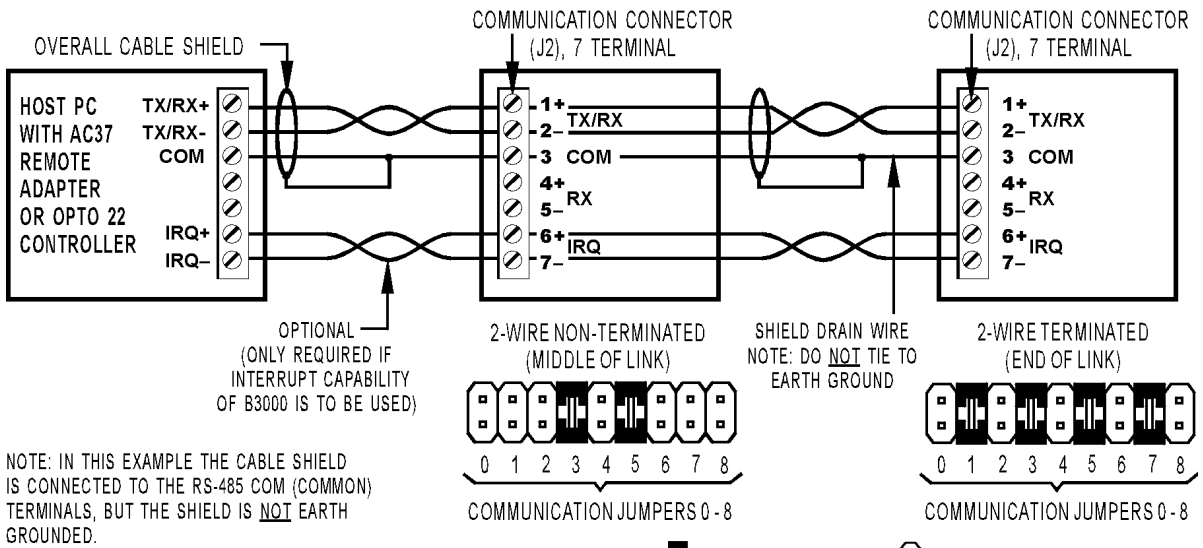 COMMUNICATION CONNECTOR
(J2), 7 TERMINAL
COMMUNICATION CONNECTOR
(J2), 7 TERMINAL
OVERALL CABLE SHIELD
HOST PC
WITH AC37
REMOTE
ADAPTER
OR OPTO 22
CONTROLLER
TX/RX+
TX/RX-
COM
IRQ+
IRQ–
1+
2–
TX/RX
3 COM
4+
5–
RX
6+
7–
IRQ
1+
2–
TX/RX
3 COM
4+
5–
RX
6+
7–
IRQ
OPTIONAL
(ONLY REQUIRED IF
INTERRUPT CAPABILITY
OF B3000 IS TO BE USED)
2-WIRE NON-TERMINATED
(MIDDLE OF LINK)
SHIELD DRAIN WIRE
NOTE: DO NOT TIE TO
EARTH GROUND
2-WIRE TERMINATED
(END OF LINK)
0 1 2 3 4 5 6 7 8
COMMUNICATION JUMPERS 0 - 8
0 1 2 3 4 5 6 7 8
COMMUNICATION JUMPERS 0 - 8
NOTE: IN THIS EXAMPLE THE CABLE SHIELD
IS CONNECTED TO THE RS-485 COM (COMMON)
TERMINALS, BUT THE SHIELD IS NOT EARTH
GROUNDED.